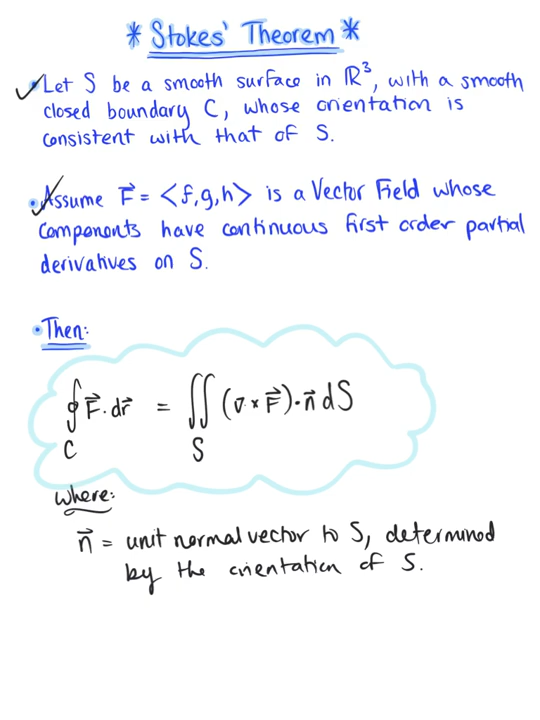 * Stokes' Theorem *
• Let S be a smooth surface in ℝ³, with a smooth
closed boundary C, whose orientation is
consistent with that of S.
• Assume F⃗ = <f,g,h> is a Vector Field whose
components have continuous first order partial
derivatives on S.
• Then:
∮_C F⃗ · dr⃗ = ∬_S (∇ × F⃗) · n⃗ dS
where:
n⃗ = unit normal vector to S, determined
by the orientation of S.